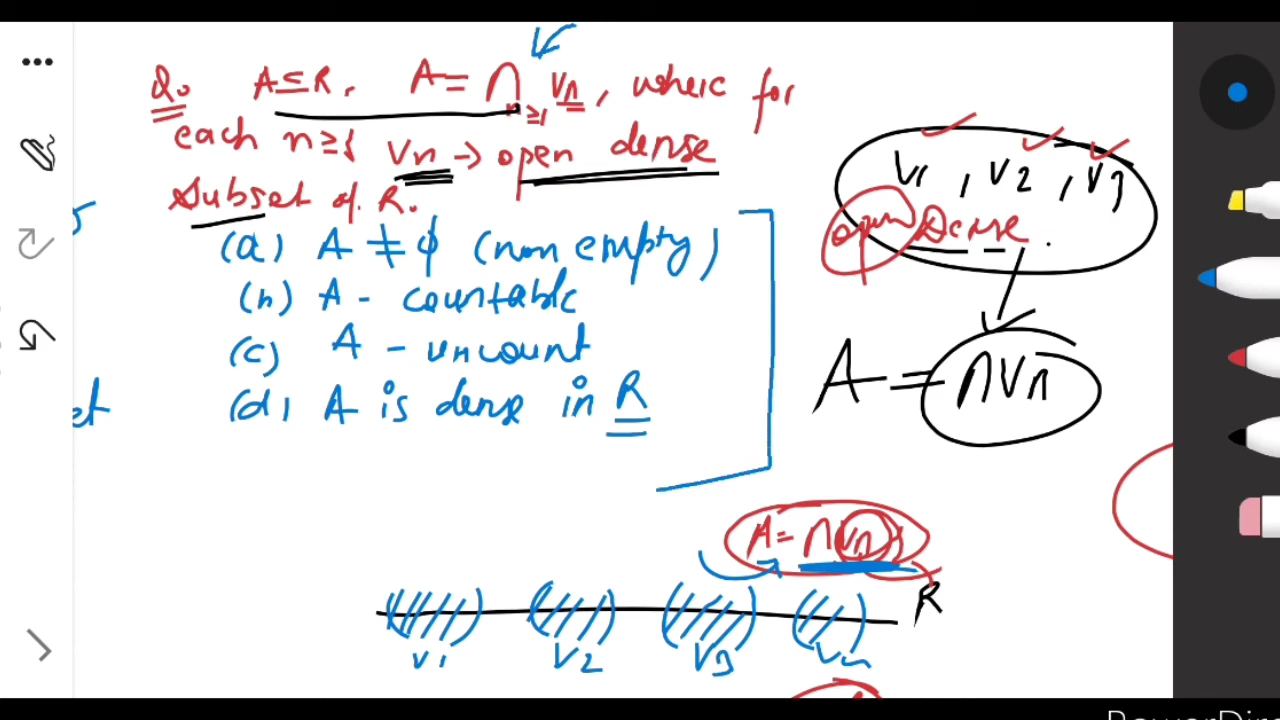 Q. A ⊆ R. A = ∩ n≥1 Vn, where for
each n≥1 Vn → open dense
subset of R.
(a) A ≠ ϕ (non empty)
A - countable
(c) A - uncount
(d) A is dense in R
V1, V2, V3
open Dense
A = ∩Vn
A = ∩Vn
R
V1 V2 V3 Vn